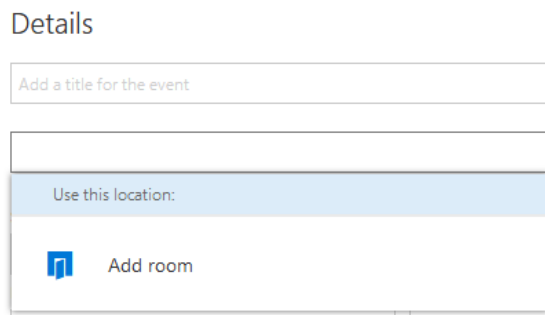 Details
Add a title for the event
Use this location:
Add room